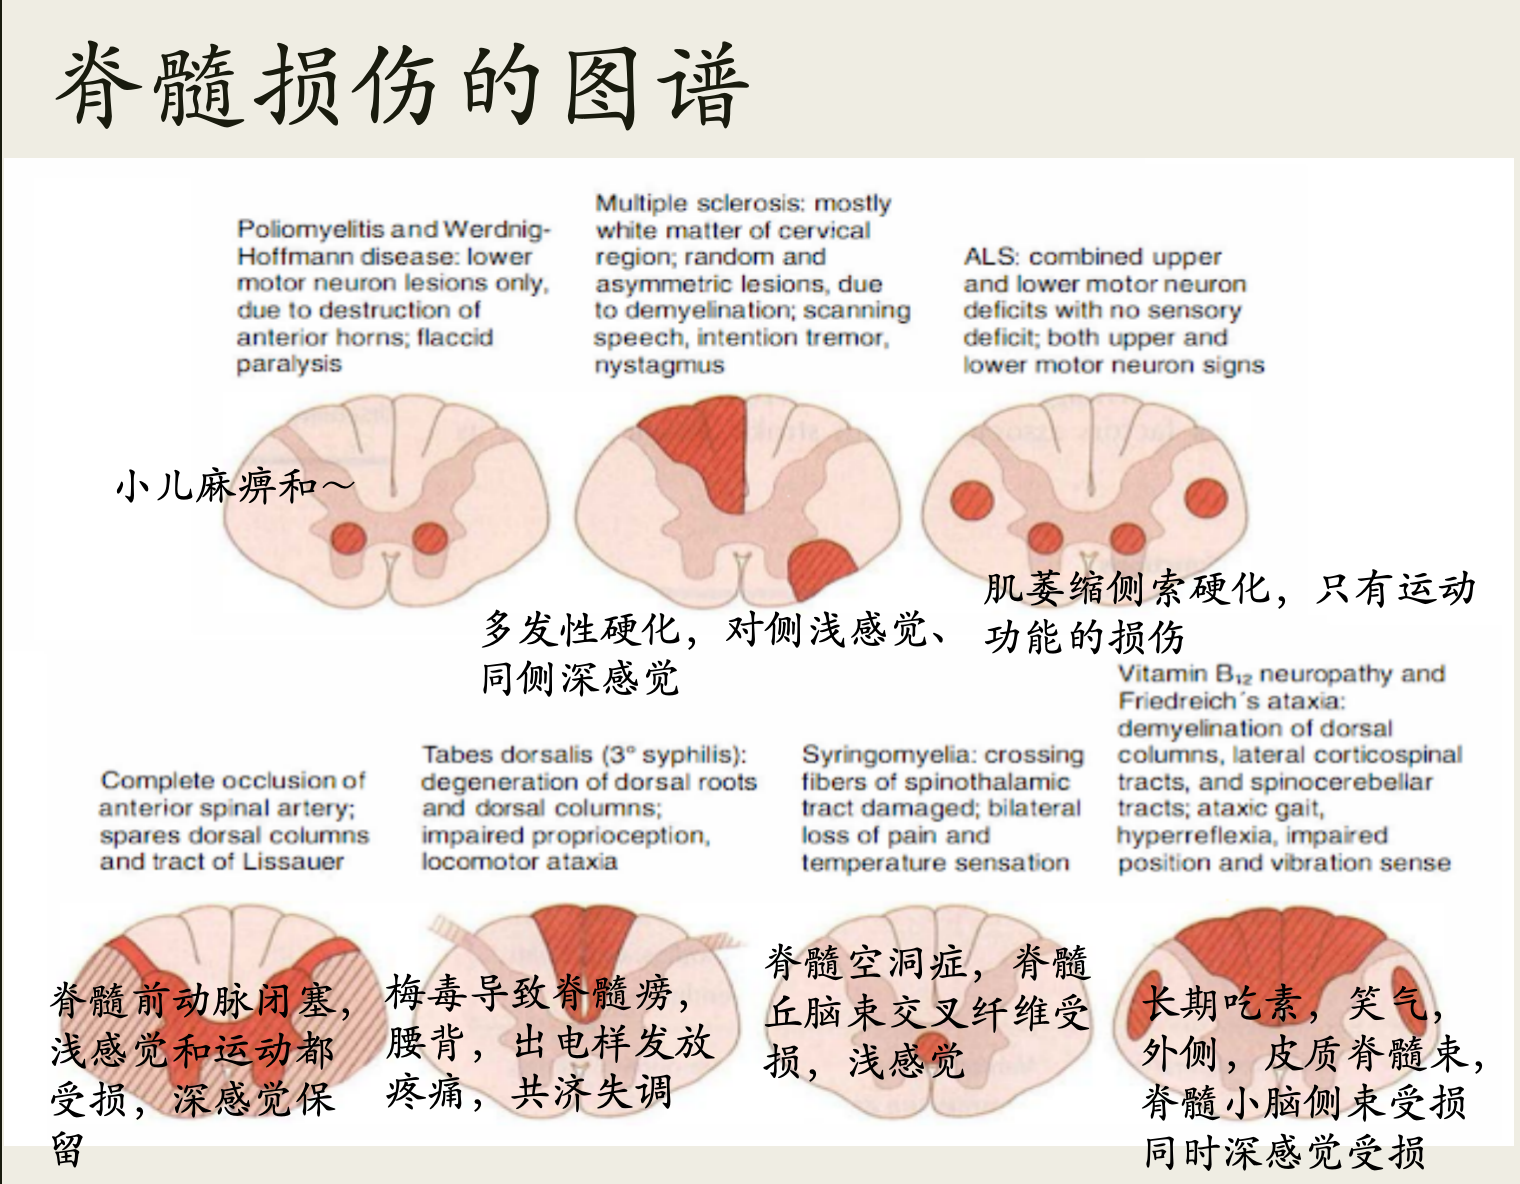 脊髓损伤的图谱
Poliomyelitis and Werdnig-
Hoffmann disease: lower
motor neuron lesions only,
due to destruction of
anterior horns; flaccid
paralysis
Multiple sclerosis: mostly
white matter of cervical
region; random and
asymmetric lesions, due
to demyelination; scanning
speech, intention tremor,
nystagmus
ALS: combined upper
and lower motor neuron
deficits with no sensory
deficit; both upper and
lower motor neuron signs
小儿麻痹和～
多发性硬化，对侧浅感觉、
同侧深感觉
肌萎缩侧索硬化，只有运动
功能的损伤
Complete occlusion of
anterior spinal artery;
spares dorsal columns
and tract of Lissauer
Tabes dorsalis (3° syphilis):
degeneration of dorsal roots
and dorsal columns;
impaired proprioception,
locomotor ataxia
Syringomyelia: crossing
fibers of spinothalamic
tract damaged; bilateral
loss of pain and
temperature sensation
Vitamin B₁₂ neuropathy and
Friedreich´s ataxia:
demyelination of dorsal
columns, lateral corticospinal
tracts, and spinocerebellar
tracts; ataxic gait,
hyperreflexia, impaired
position and vibration sense
脊髓前动脉闭塞，
浅感觉和运动都
受损，深感觉保
留
梅毒导致脊髓痨，
腰背，出电样发放
疼痛，共济失调
脊髓空洞症，脊髓
丘脑束交叉纤维受
损，浅感觉
长期吃素，笑气，
外侧，皮质脊髓束，
脊髓小脑侧束受损
同时深感觉受损